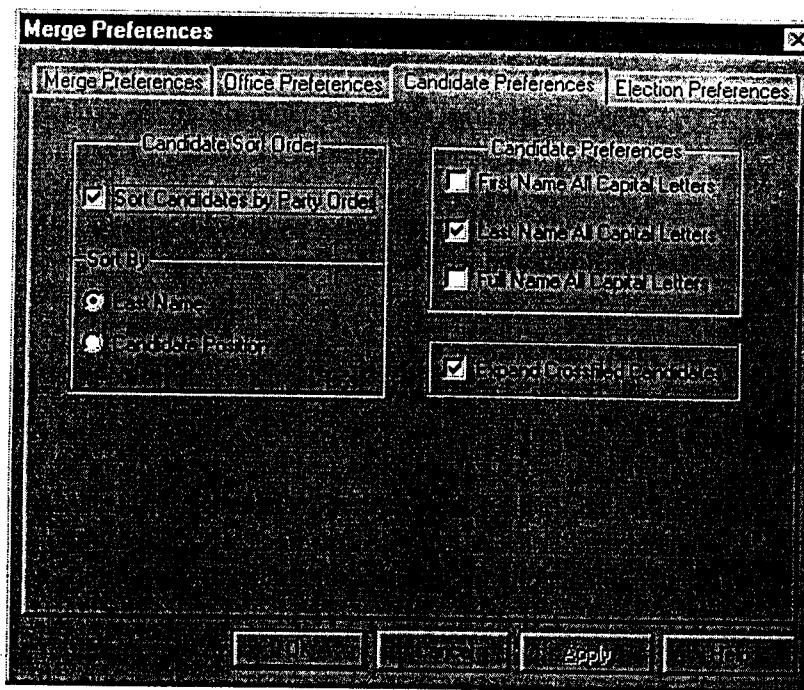 Merge Preferences
Merge Preferences Office Preferences Candidate Preferences Election Preferences
Candidate Sort Order
Sort Candidates by Party Order
Sort By
Last Name
Candidate Position
Candidate Preferences
First Name All Capital Letters
Last Name All Capital Letters
Full Name All Capital Letters
Expand Crossfiled Candidates
OK Cancel Apply Help